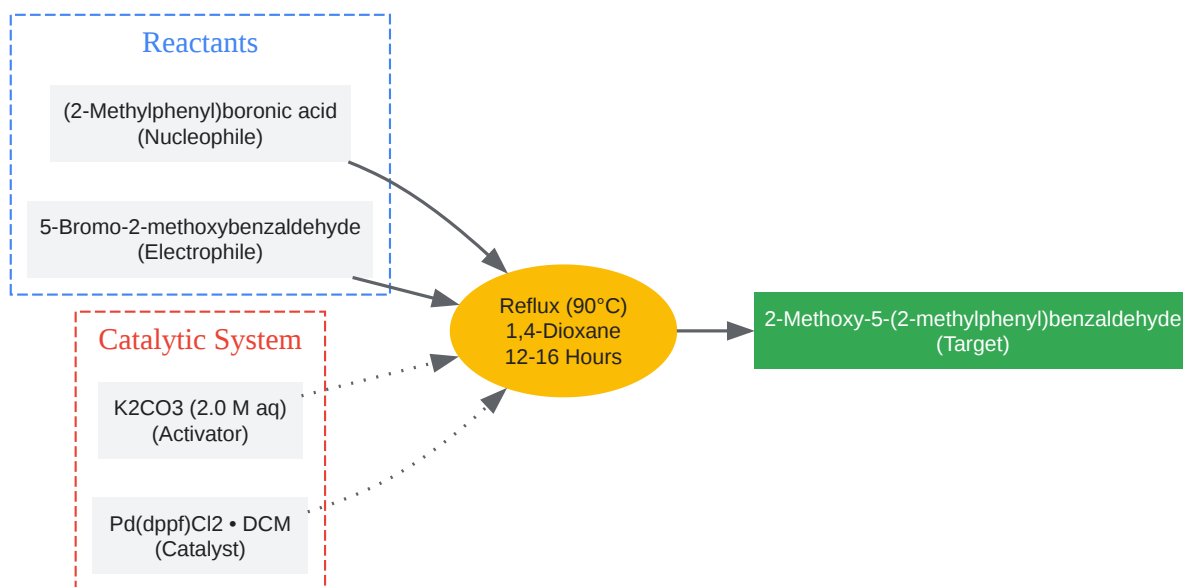 Reactants
(2-Methylphenyl)boronic acid
(Nucleophile)
5-Bromo-2-methoxybenzaldehyde
(Electrophile)
Catalytic System
K2CO3 (2.0 M aq)
(Activator)
Pd(dppf)Cl2 • DCM
(Catalyst)
Reflux (90°C)
1,4-Dioxane
12-16 Hours
2-Methoxy-5-(2-methylphenyl)benzaldehyde
(Target)